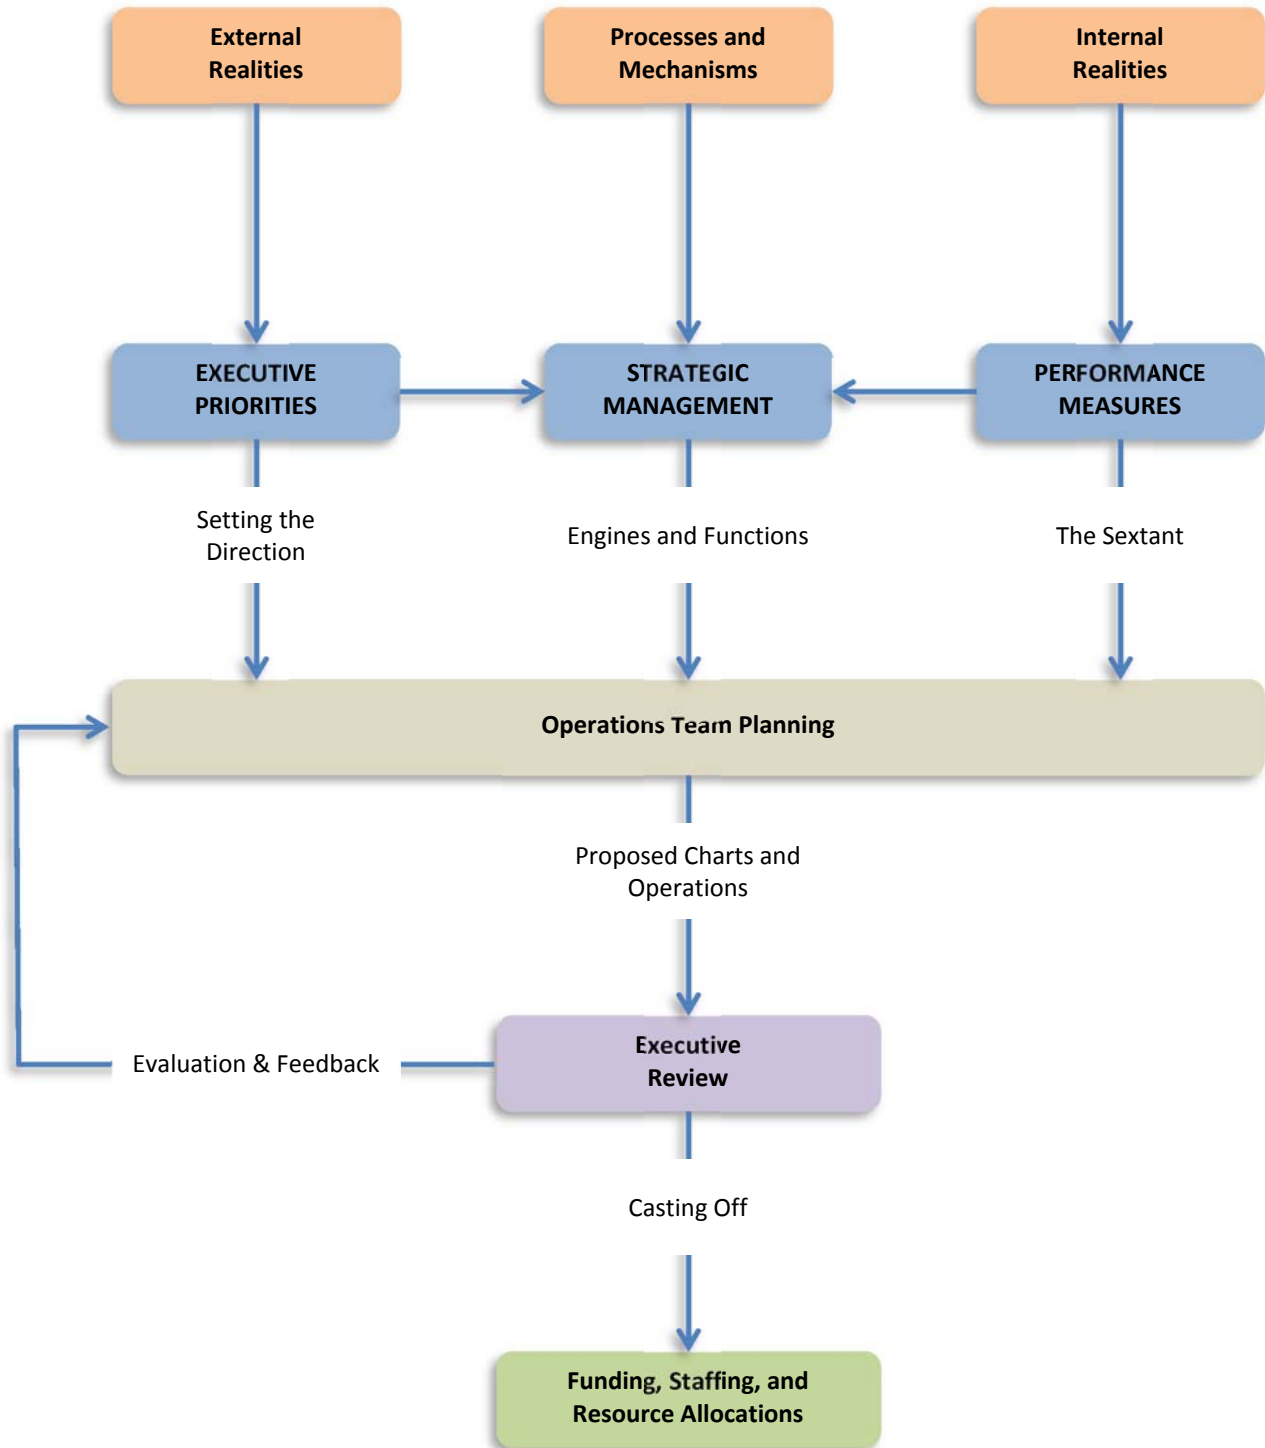 External
Realities
Processes and
Mechanisms
Internal
Realities
EXECUTIVE
PRIORITIES
STRATEGIC
MANAGEMENT
PERFORMANCE
MEASURES
Setting the
Direction
Engines and Functions
The Sextant
Operations Team Planning
Proposed Charts and
Operations
Evaluation & Feedback
Executive
Review
Casting Off
Funding, Staffing, and
Resource Allocations